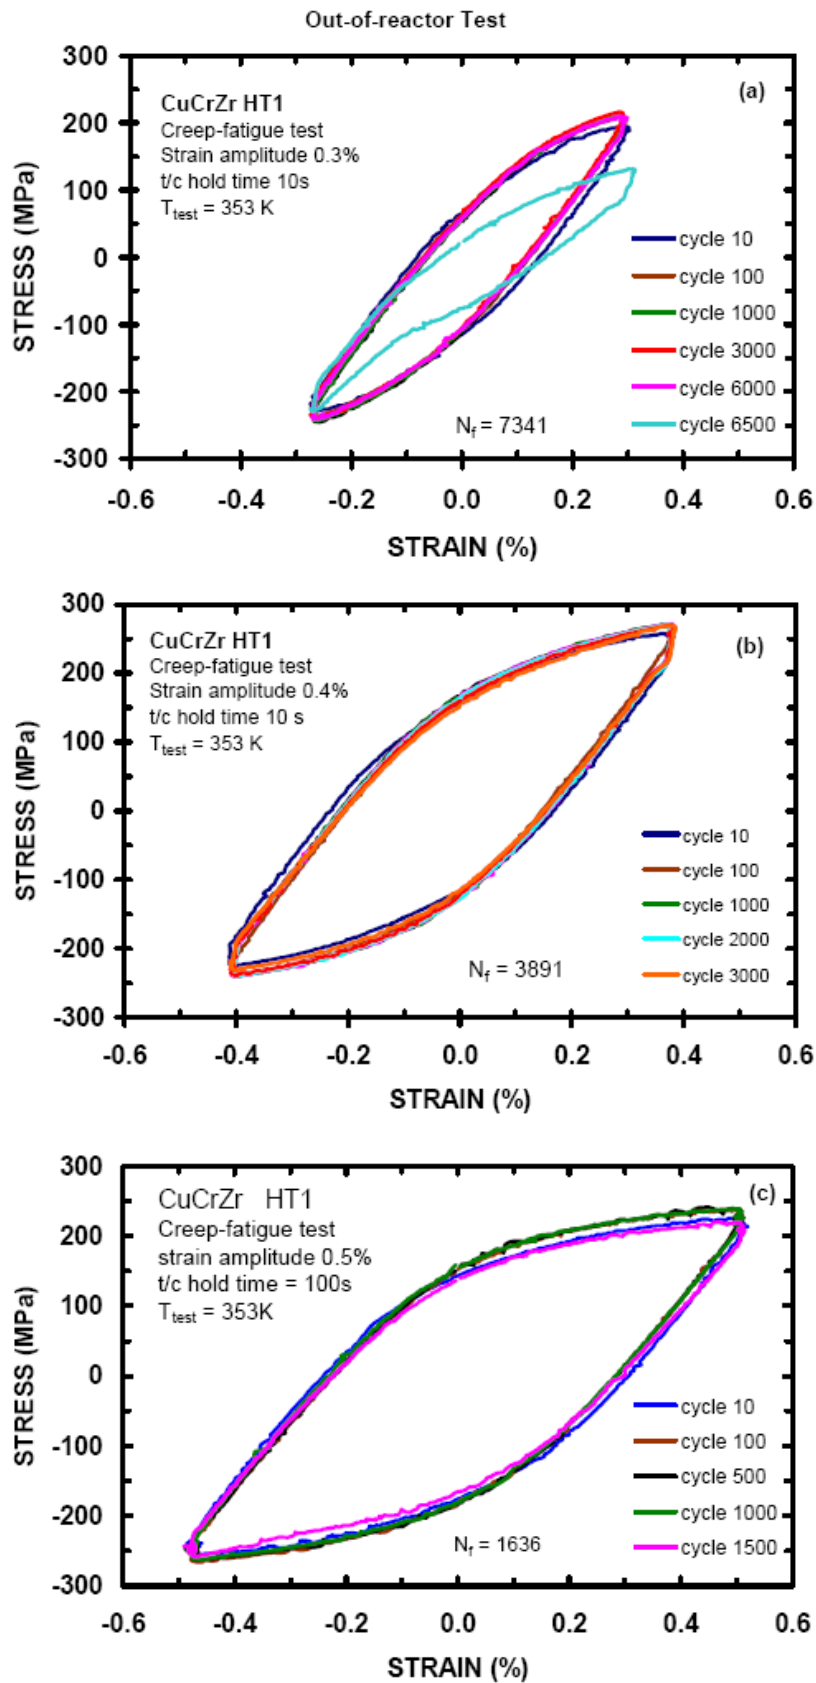 Out-of-reactor Test
300
200
100
0
-100
-200
-300
STRESS (MPa)
(a)
CuCrZr HT1
Creep-fatigue test
Strain amplitude 0.3%
t/c hold time 10s
Ttest = 353 K
cycle 10
cycle 100
cycle 1000
cycle 3000
cycle 6000
cycle 6500
Nf = 7341
-0.6 -0.4 -0.2 0.0 0.2 0.4 0.6
STRAIN (%)
300
200
100
0
-100
-200
-300
STRESS (MPa)
(b)
CuCrZr HT1
Creep-fatigue test
Strain amplitude 0.4%
t/c hold time 10 s
Ttest = 353 K
cycle 10
cycle 100
cycle 1000
cycle 2000
cycle 3000
Nf = 3891
-0.6 -0.4 -0.2 0.0 0.2 0.4 0.6
STRAIN (%)
300
200
100
0
-100
-200
-300
STRESS (MPa)
(c)
CuCrZr HT1
Creep-fatigue test
strain amplitude 0.5%
t/c hold time = 100s
Ttest = 353K
cycle 10
cycle 100
cycle 500
cycle 1000
cycle 1500
Nf = 1636
-0.6 -0.4 -0.2 0.0 0.2 0.4 0.6
STRAIN (%)